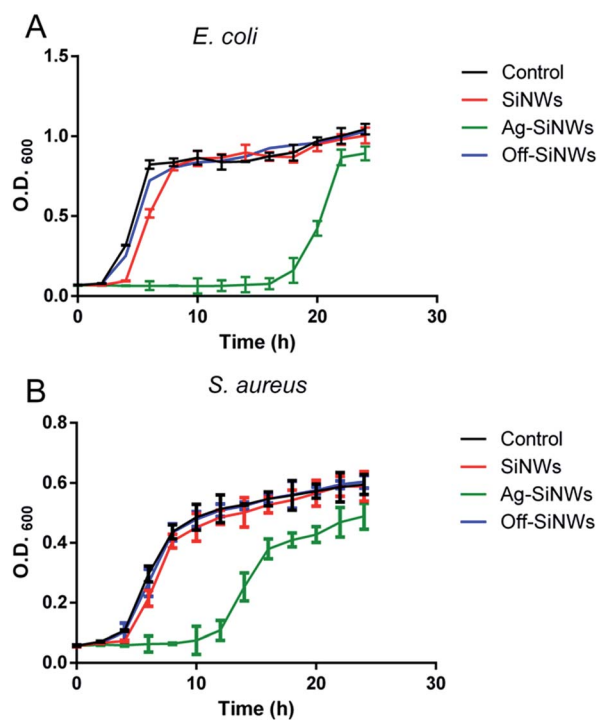 A
E. coli
1.5
1.0
0.5
0.0
O.D. 600
0 10 20 30
Time (h)
Control
SiNWs
Ag-SiNWs
Off-SiNWs
B
S. aureus
0.8
0.6
0.4
0.2
0.0
O.D. 600
0 10 20 30
Time (h)
Control
SiNWs
Ag-SiNWs
Off-SiNWs